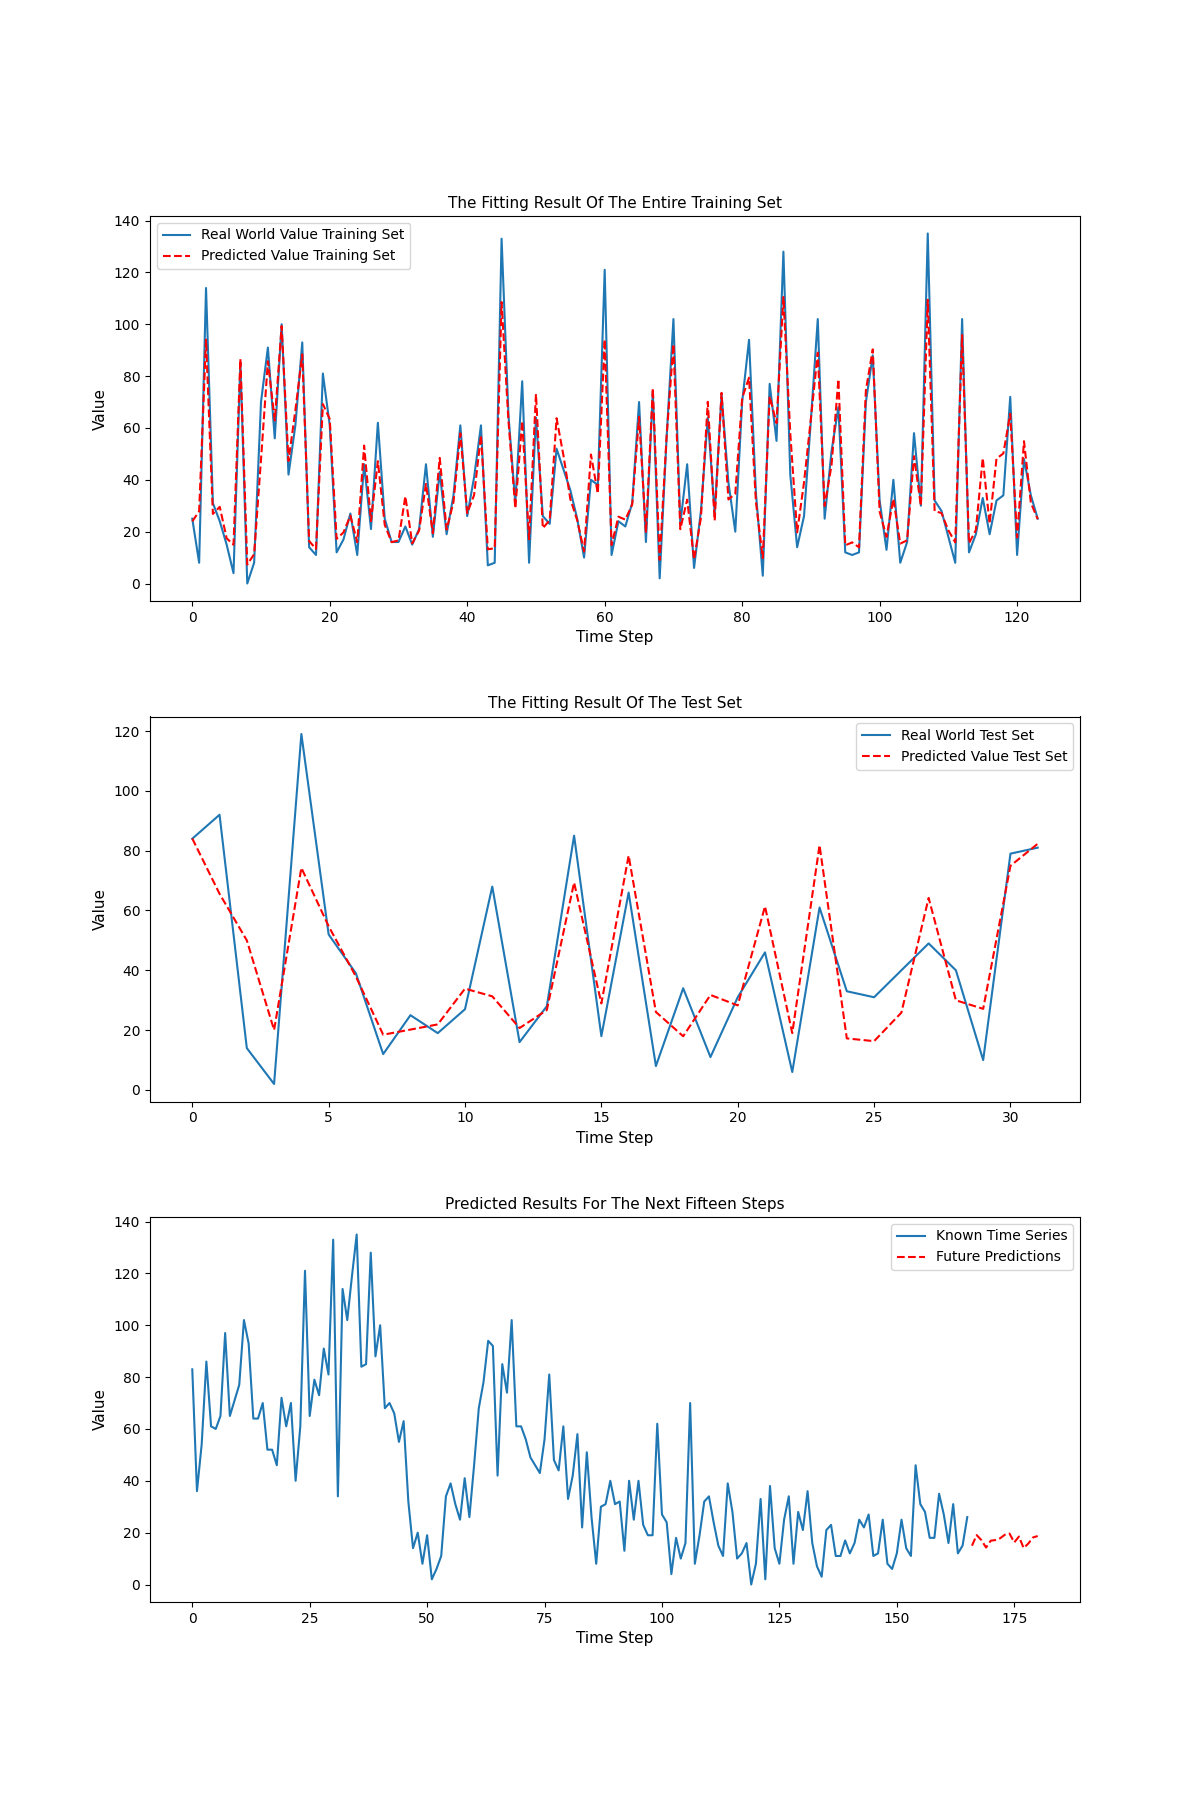 The Fitting Result Of The Entire Training Set
140
120
100
80
60
40
20
0
Value
Real World Value Training Set
Predicted Value Training Set
0 20 40 60 80 100 120
Time Step
The Fitting Result Of The Test Set
120
100
80
60
40
20
0
Value
Real World Test Set
Predicted Value Test Set
0 5 10 15 20 25 30
Time Step
Predicted Results For The Next Fifteen Steps
140
120
100
80
60
40
20
0
Value
Known Time Series
Future Predictions
0 25 50 75 100 125 150 175
Time Step